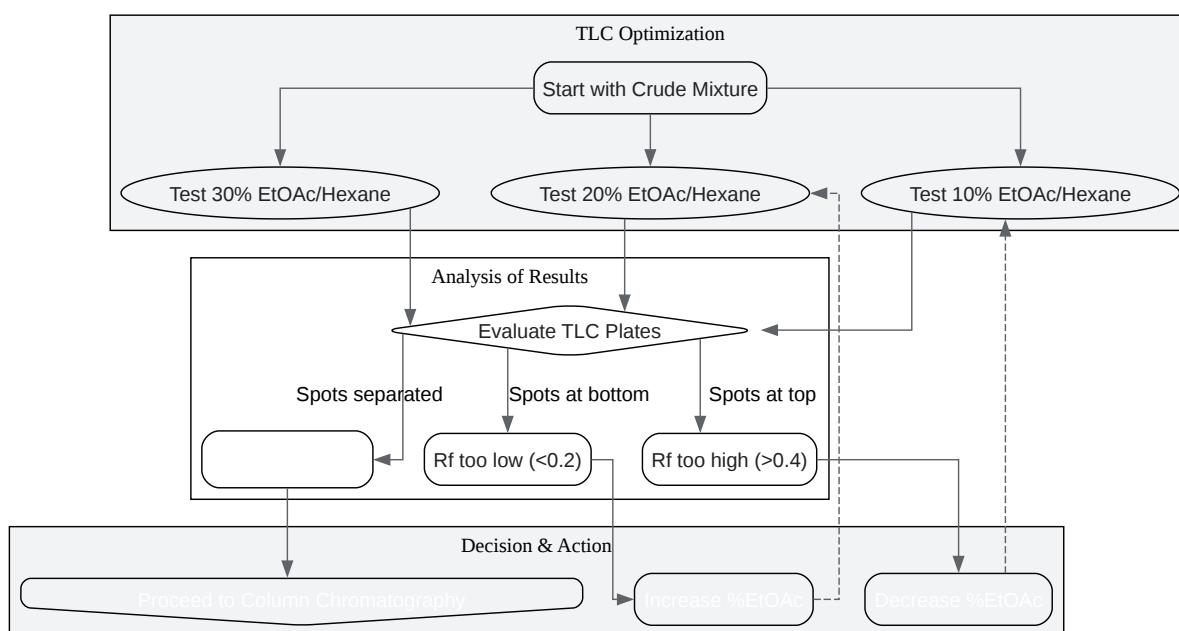 TLC Optimization
Start with Crude Mixture
Test 30% EtOAc/Hexane
Test 20% EtOAc/Hexane
Test 10% EtOAc/Hexane
Analysis of Results
Evaluate TLC Plates
Spots separated
Spots at bottom
Spots at top
Rf too low (<0.2)
Rf too high (>0.4)
Decision & Action
Proceed to Column Chromatography
Increase %EtOAc
Decrease %EtOAc